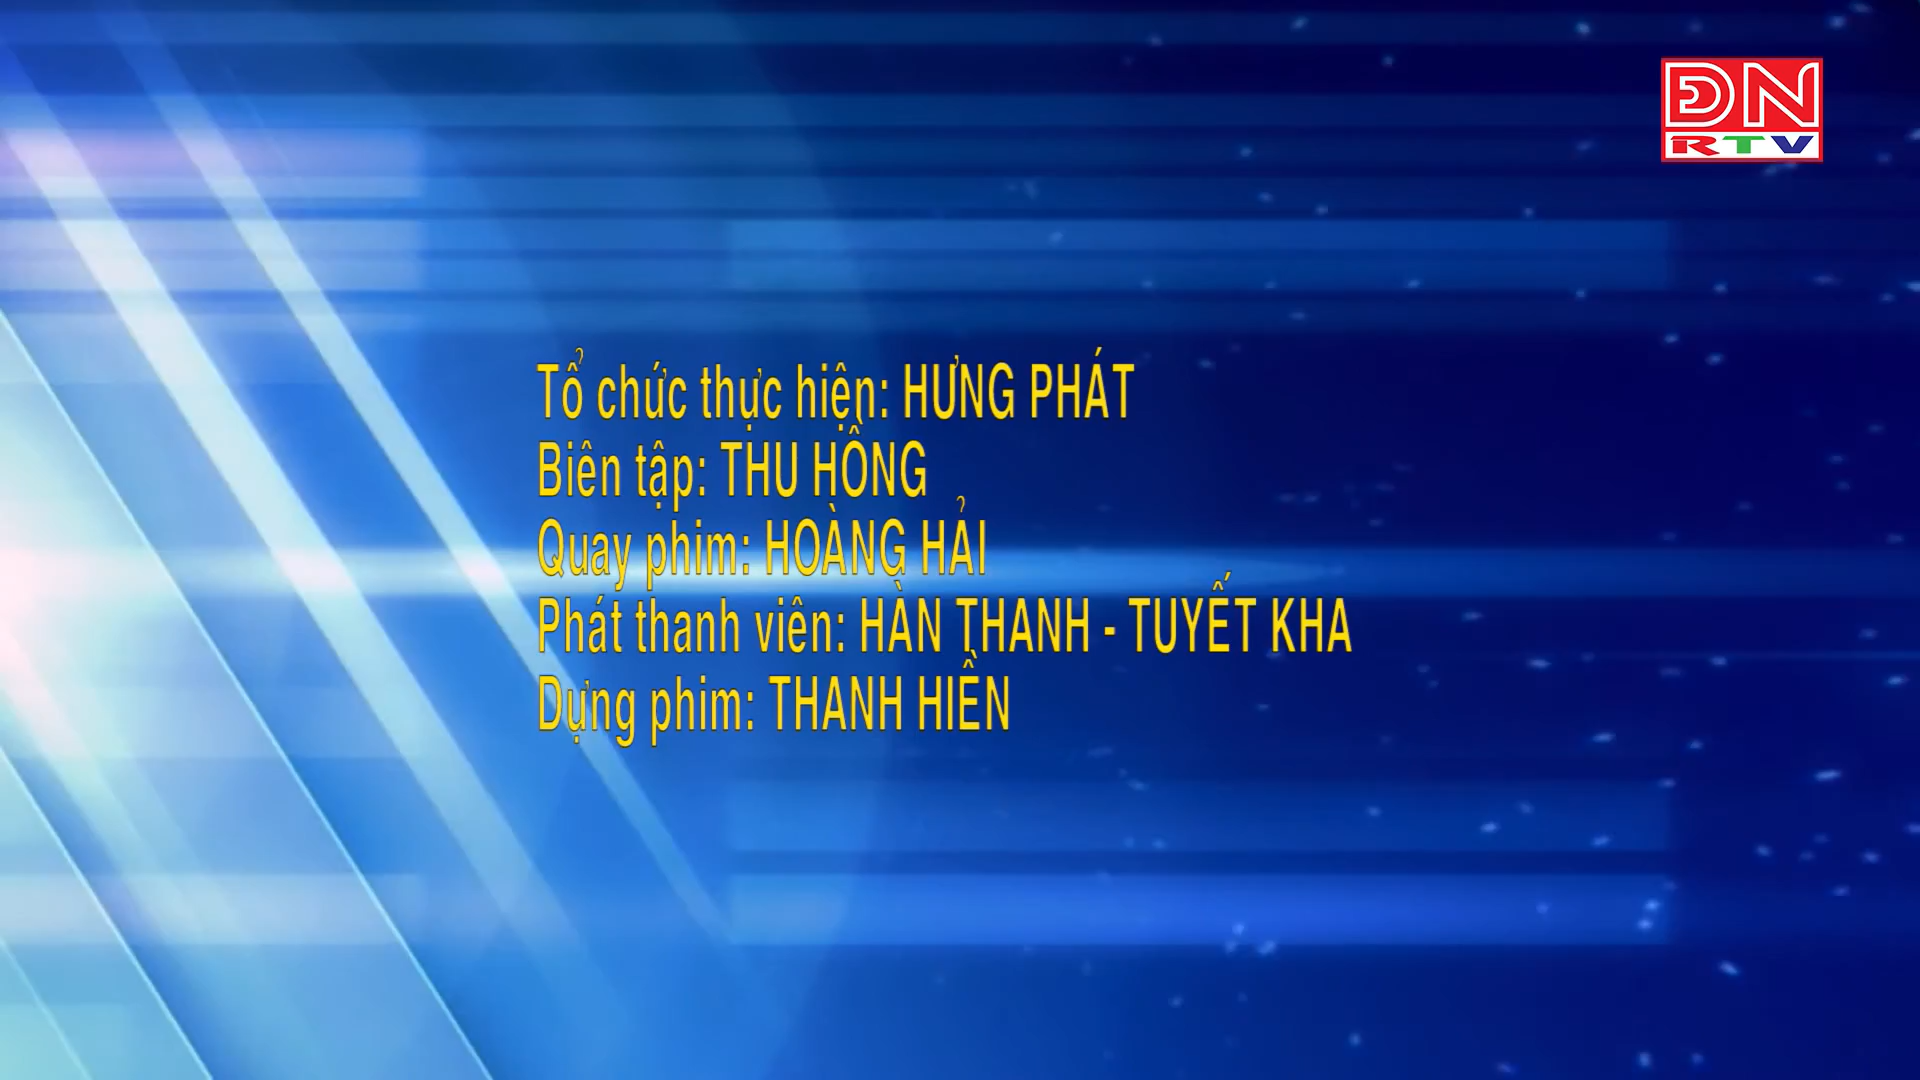 ĐN
RTV
Tổ chức thực hiện: HƯNG PHÁT
Biên tập: THU HỒNG
Quay phim: HOÀNG HẢI
Phát thanh viên: HÀN THANH - TUYẾT KHA
Dựng phim: THANH HIỀN